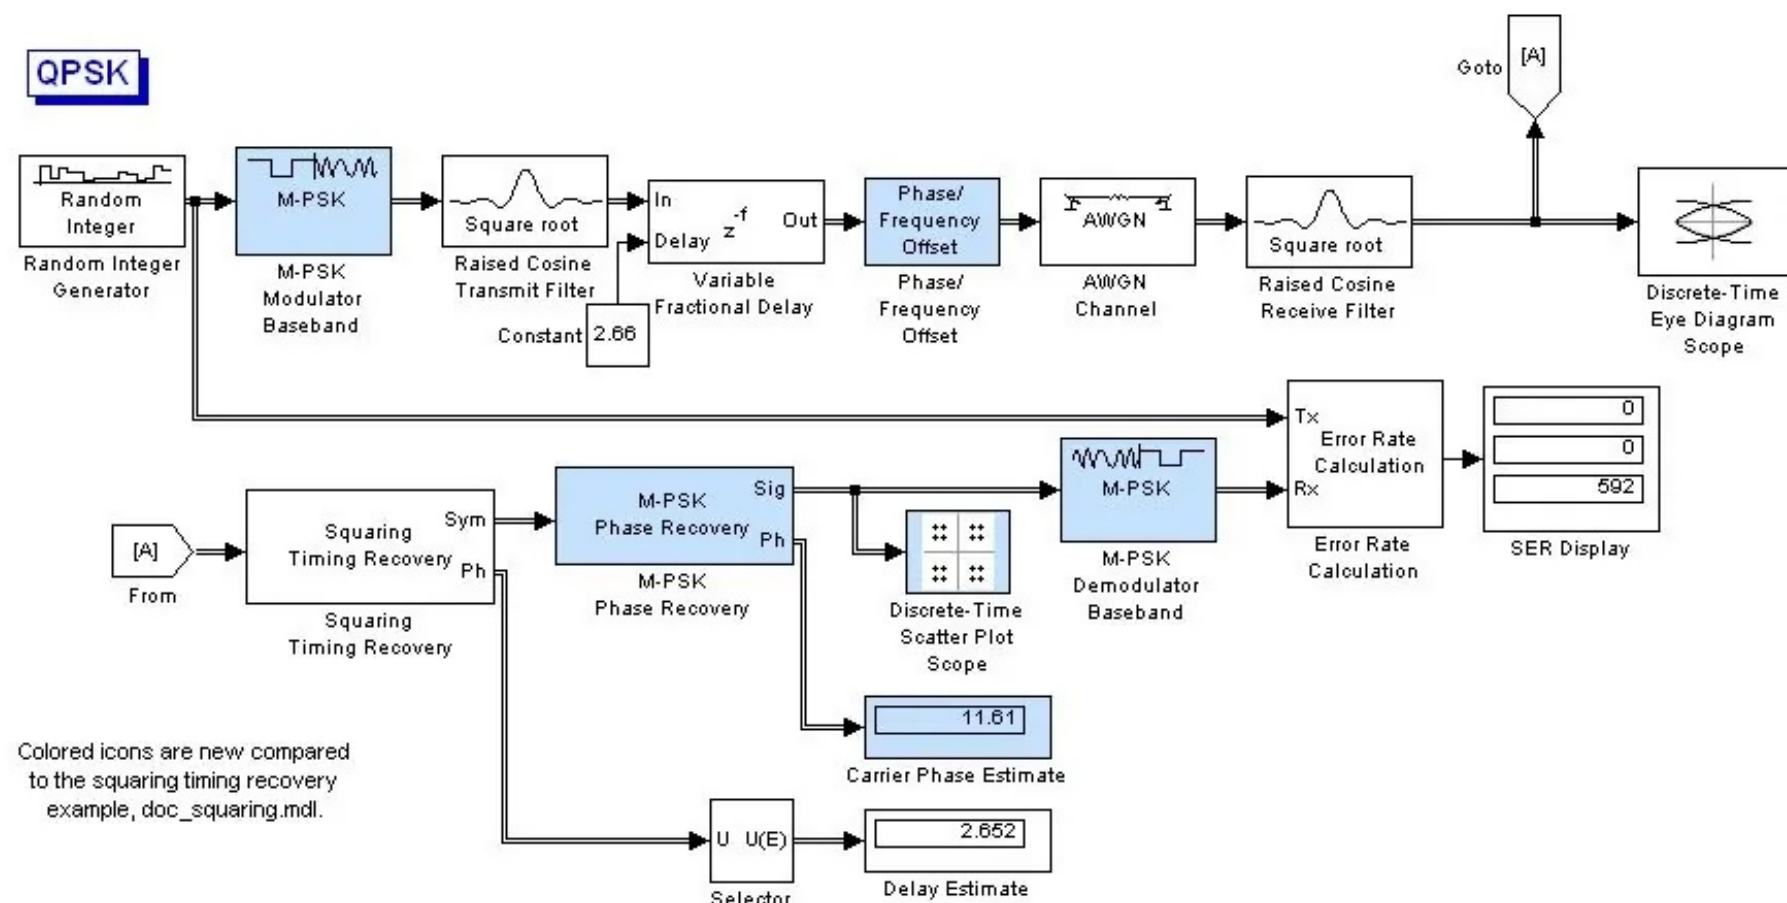 QPSK
Goto
[A]
Random
Integer
Random Integer
Generator
M-PSK
M-PSK
Modulator
Baseband
Square root
Raised Cosine
Transmit Filter
In
Delay
z
-f
Out
Variable
Fractional Delay
Constant
2.66
Phase/
Frequency
Offset
Phase/
Frequency
Offset
AWGN
AWGN
Channel
Square root
Raised Cosine
Receive Filter
Discrete-Time
Eye Diagram
Scope
Tx
Rx
Error Rate
Calculation
Error Rate
Calculation
0
0
592
SER Display
[A]
From
Squaring
Timing Recovery
Sym
Ph
Squaring
Timing Recovery
M-PSK
Phase Recovery
Sig
Ph
M-PSK
Phase Recovery
Discrete-Time
Scatter Plot
Scope
M-PSK
M-PSK
Demodulator
Baseband
11.61
Carrier Phase Estimate
Colored icons are new compared
to the squaring timing recovery
example, doc_squaring.mdl.
U U(E)
Selector
2.652
Delay Estimate